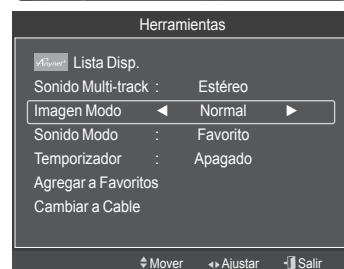 Herramientas
Anynet+ Lista Disp.
Sonido Multi-track : Estéreo
Imagen Modo ◄ Normal ►
Sonido Modo : Favorito
Temporizador : Apagado
Agregar a Favoritos
Cambiar a Cable
Mover Ajustar Salir